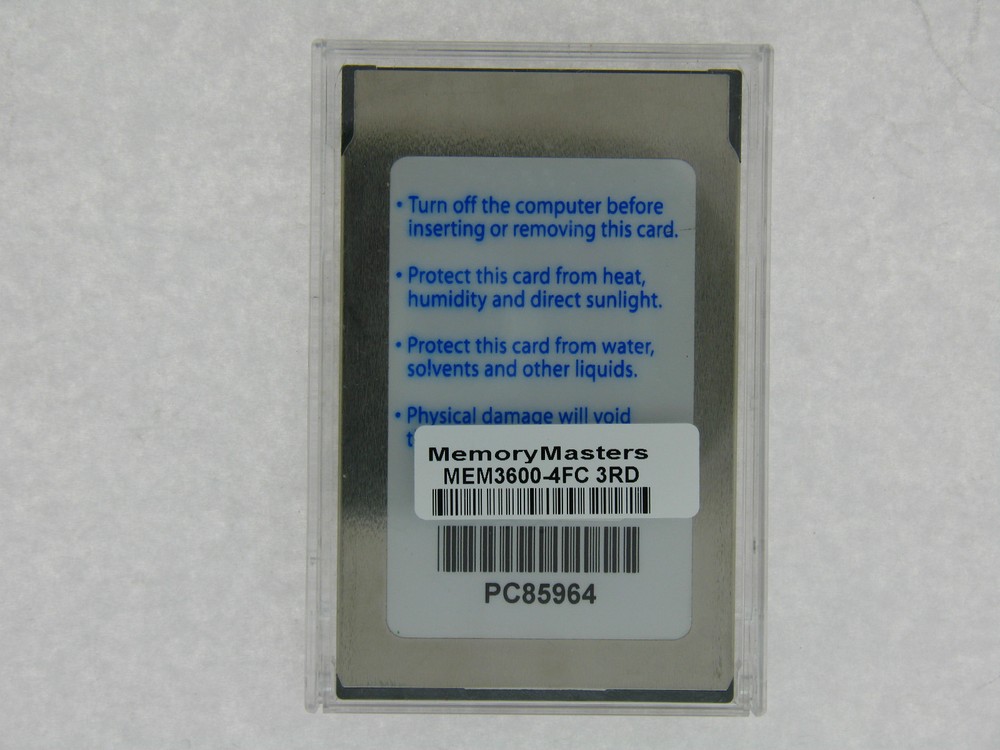 • Turn off the computer before
inserting or removing this card.
• Protect this card from heat,
humidity and direct sunlight.
• Protect this card from water,
solvents and other liquids.
• Physical damage will void
MemoryMasters
MEM3600-4FC 3RD
PC85964